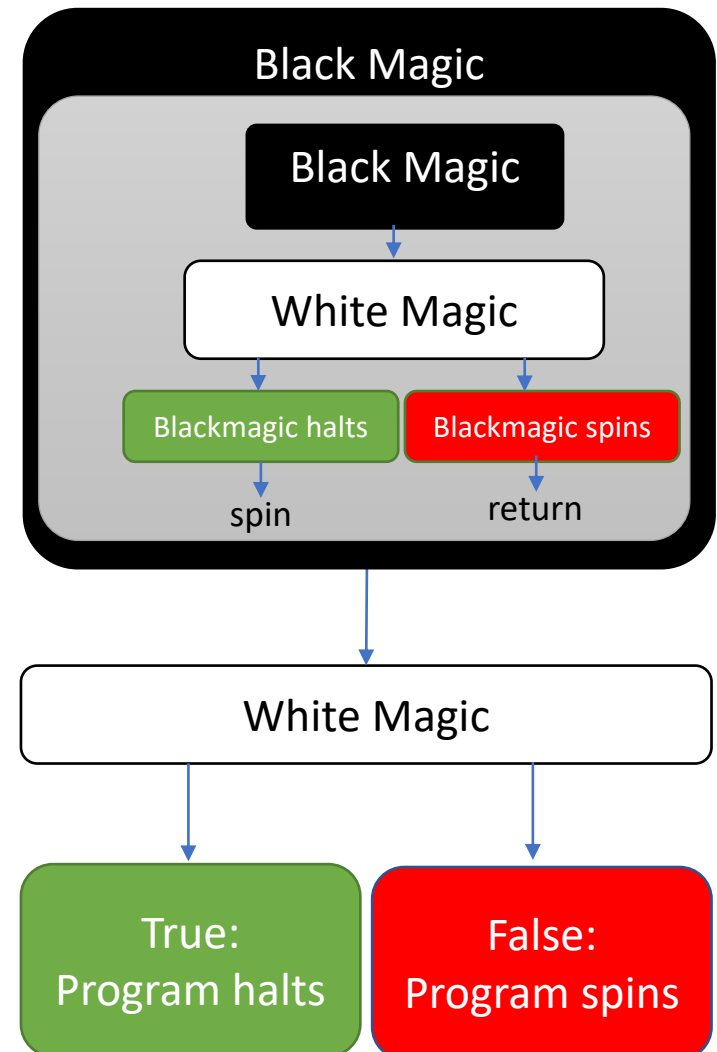 Black Magic
Black Magic
White Magic
Blackmagic halts
Blackmagic spins
spin
return
White Magic
True:
Program halts
False:
Program spins